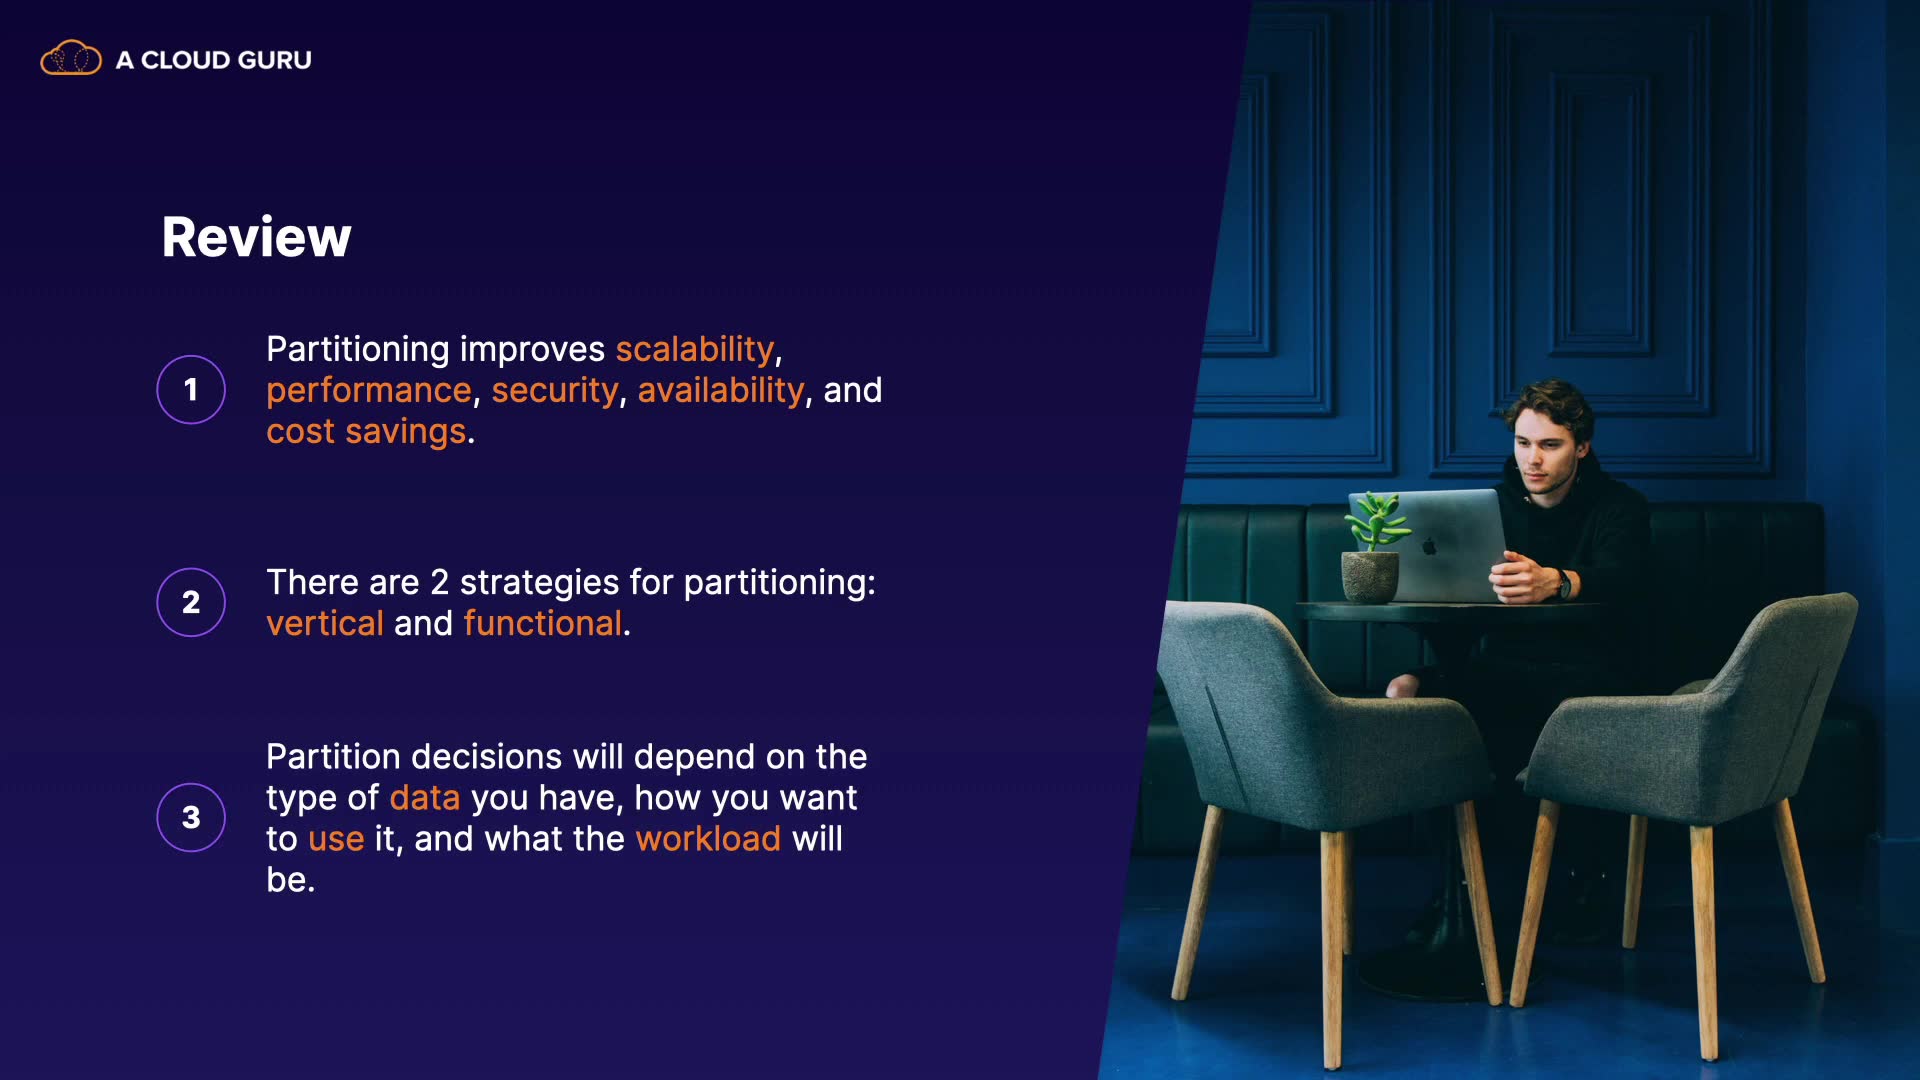 A CLOUD GURU
Review
1
Partitioning improves scalability,
performance, security, availability, and
cost savings.
2
There are 2 strategies for partitioning:
vertical and functional.
3
Partition decisions will depend on the
type of data you have, how you want
to use it, and what the workload will
be.